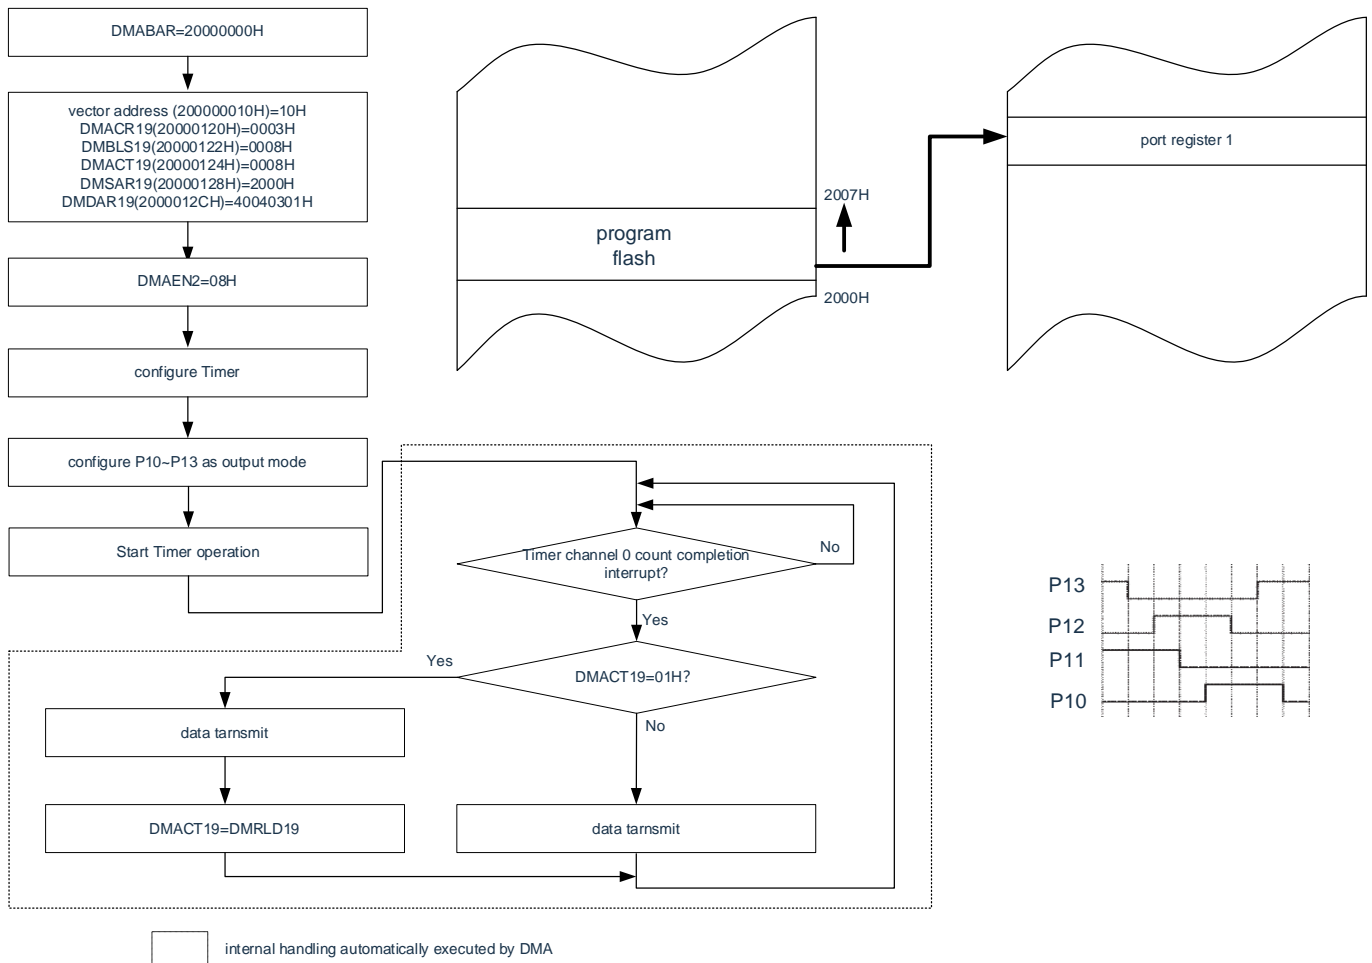 DMABAR=20000000H
vector address (200000010H)=10H
DMACR19(20000120H)=0003H
DMBLS19(20000122H)=0008H
DMACT19(20000124H)=0008H
DMSAR19(20000128H)=2000H
DMDAR19(2000012CH)=40040301H
DMAEN2=08H
configure Timer
configure P10~P13 as output mode
Start Timer operation
program
flash
2007H
2000H
port register 1
Timer channel 0 count completion
interrupt?
No
Yes
DMACT19=01H?
Yes
No
data tarnsmit
DMACT19=DMRLD19
data tarnsmit
P13
P12
P11
P10
internal handling automatically executed by DMA